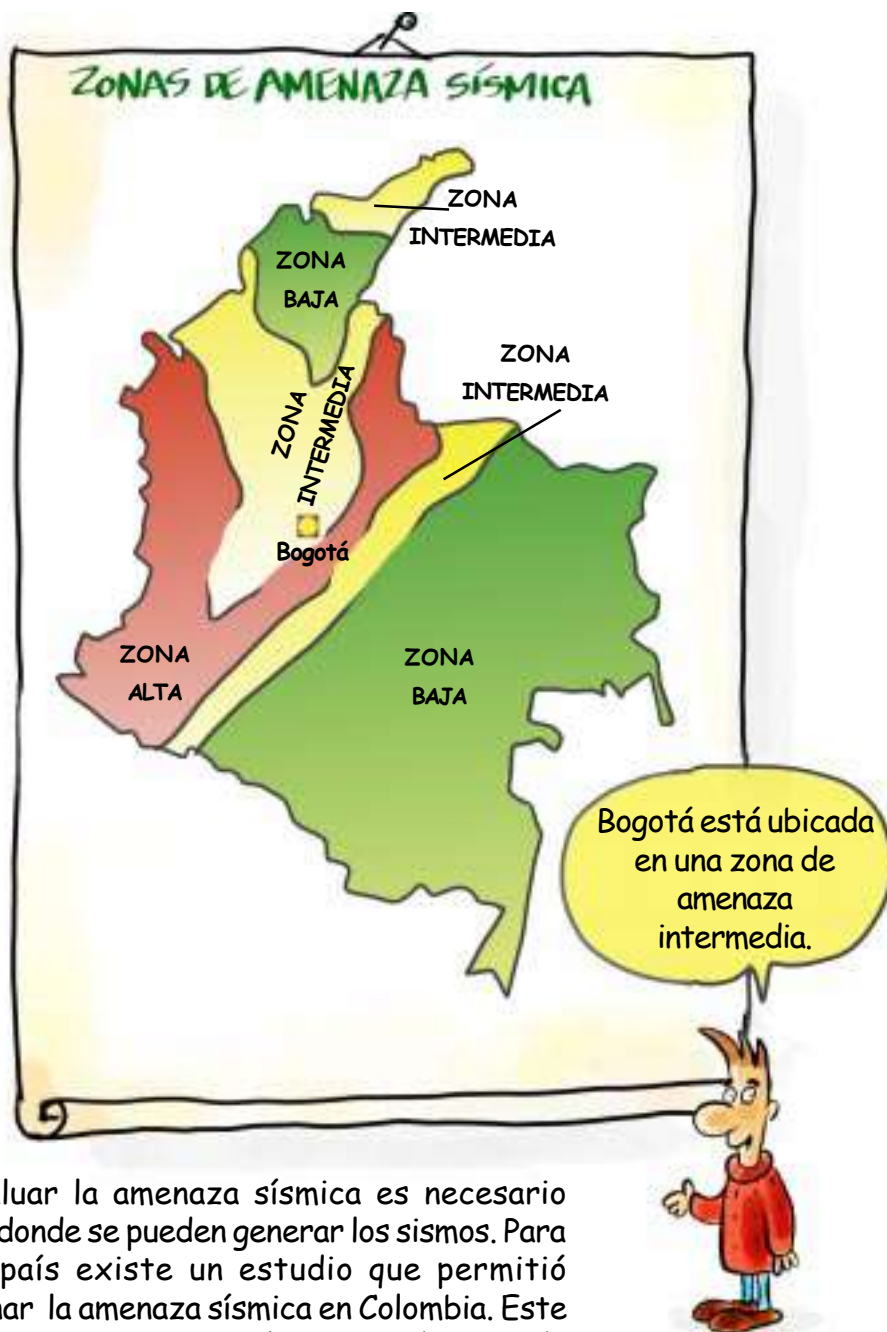 ZONAS DE AMENAZA SÍSMICA
ZONA
INTERMEDIA
ZONA
BAJA
ZONA
INTERMEDIA
ZONA
INTERMEDIA
Bogotá
ZONA
ALTA
ZONA
BAJA
Bogotá está ubicada
en una zona de
amenaza
intermedia.
la amenaza sísmica es necesario
donde se pueden generar los sismos. Para
país existe un estudio que permitió
la amenaza sísmica en Colombia. Este